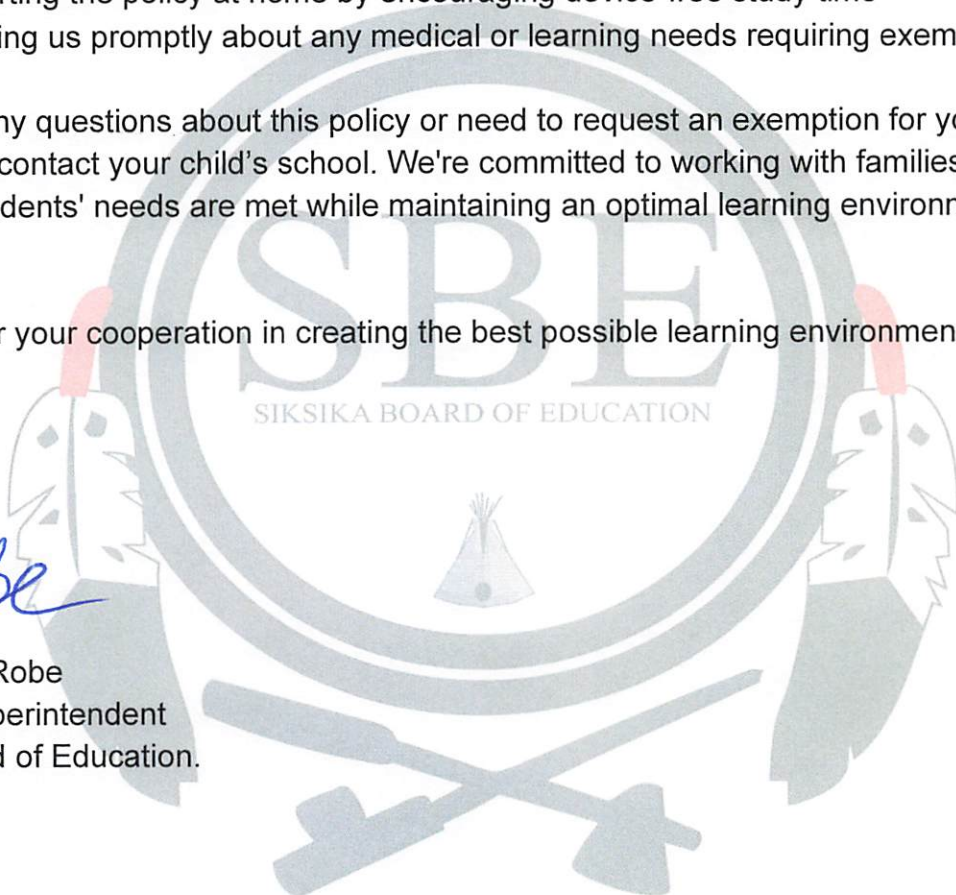 rting the policy at home by encouraging device-free study time
ing us promptly about any medical or learning needs requiring exem
ny questions about this policy or need to request an exemption for yo
contact your child's school. We're committed to working with families
dents' needs are met while maintaining an optimal learning environm
r your cooperation in creating the best possible learning environmen
SBE
SIKSIKA BOARD OF EDUCATION
be
Robe
perintendent
d of Education.